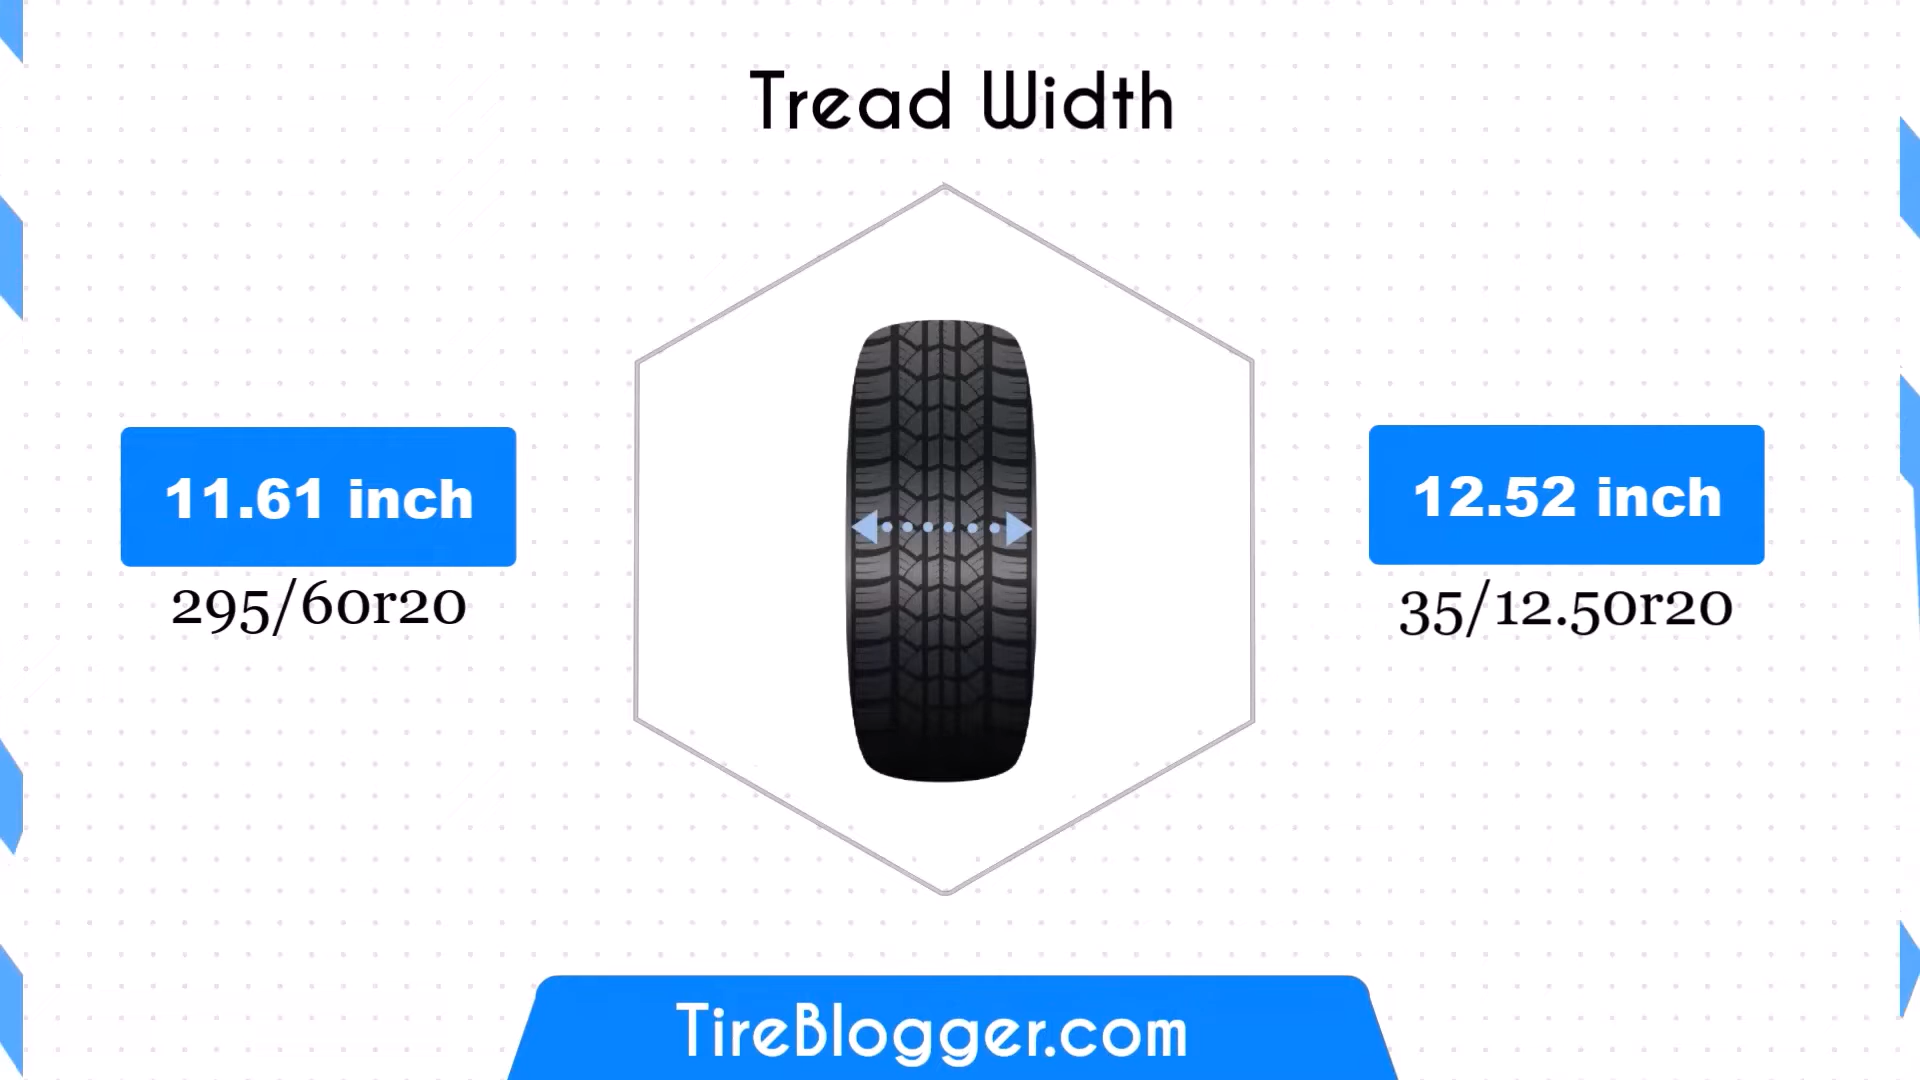 Tread Width
11.61 inch
295/60r20
12.52 inch
35/12.50r20
TireBlogger.com